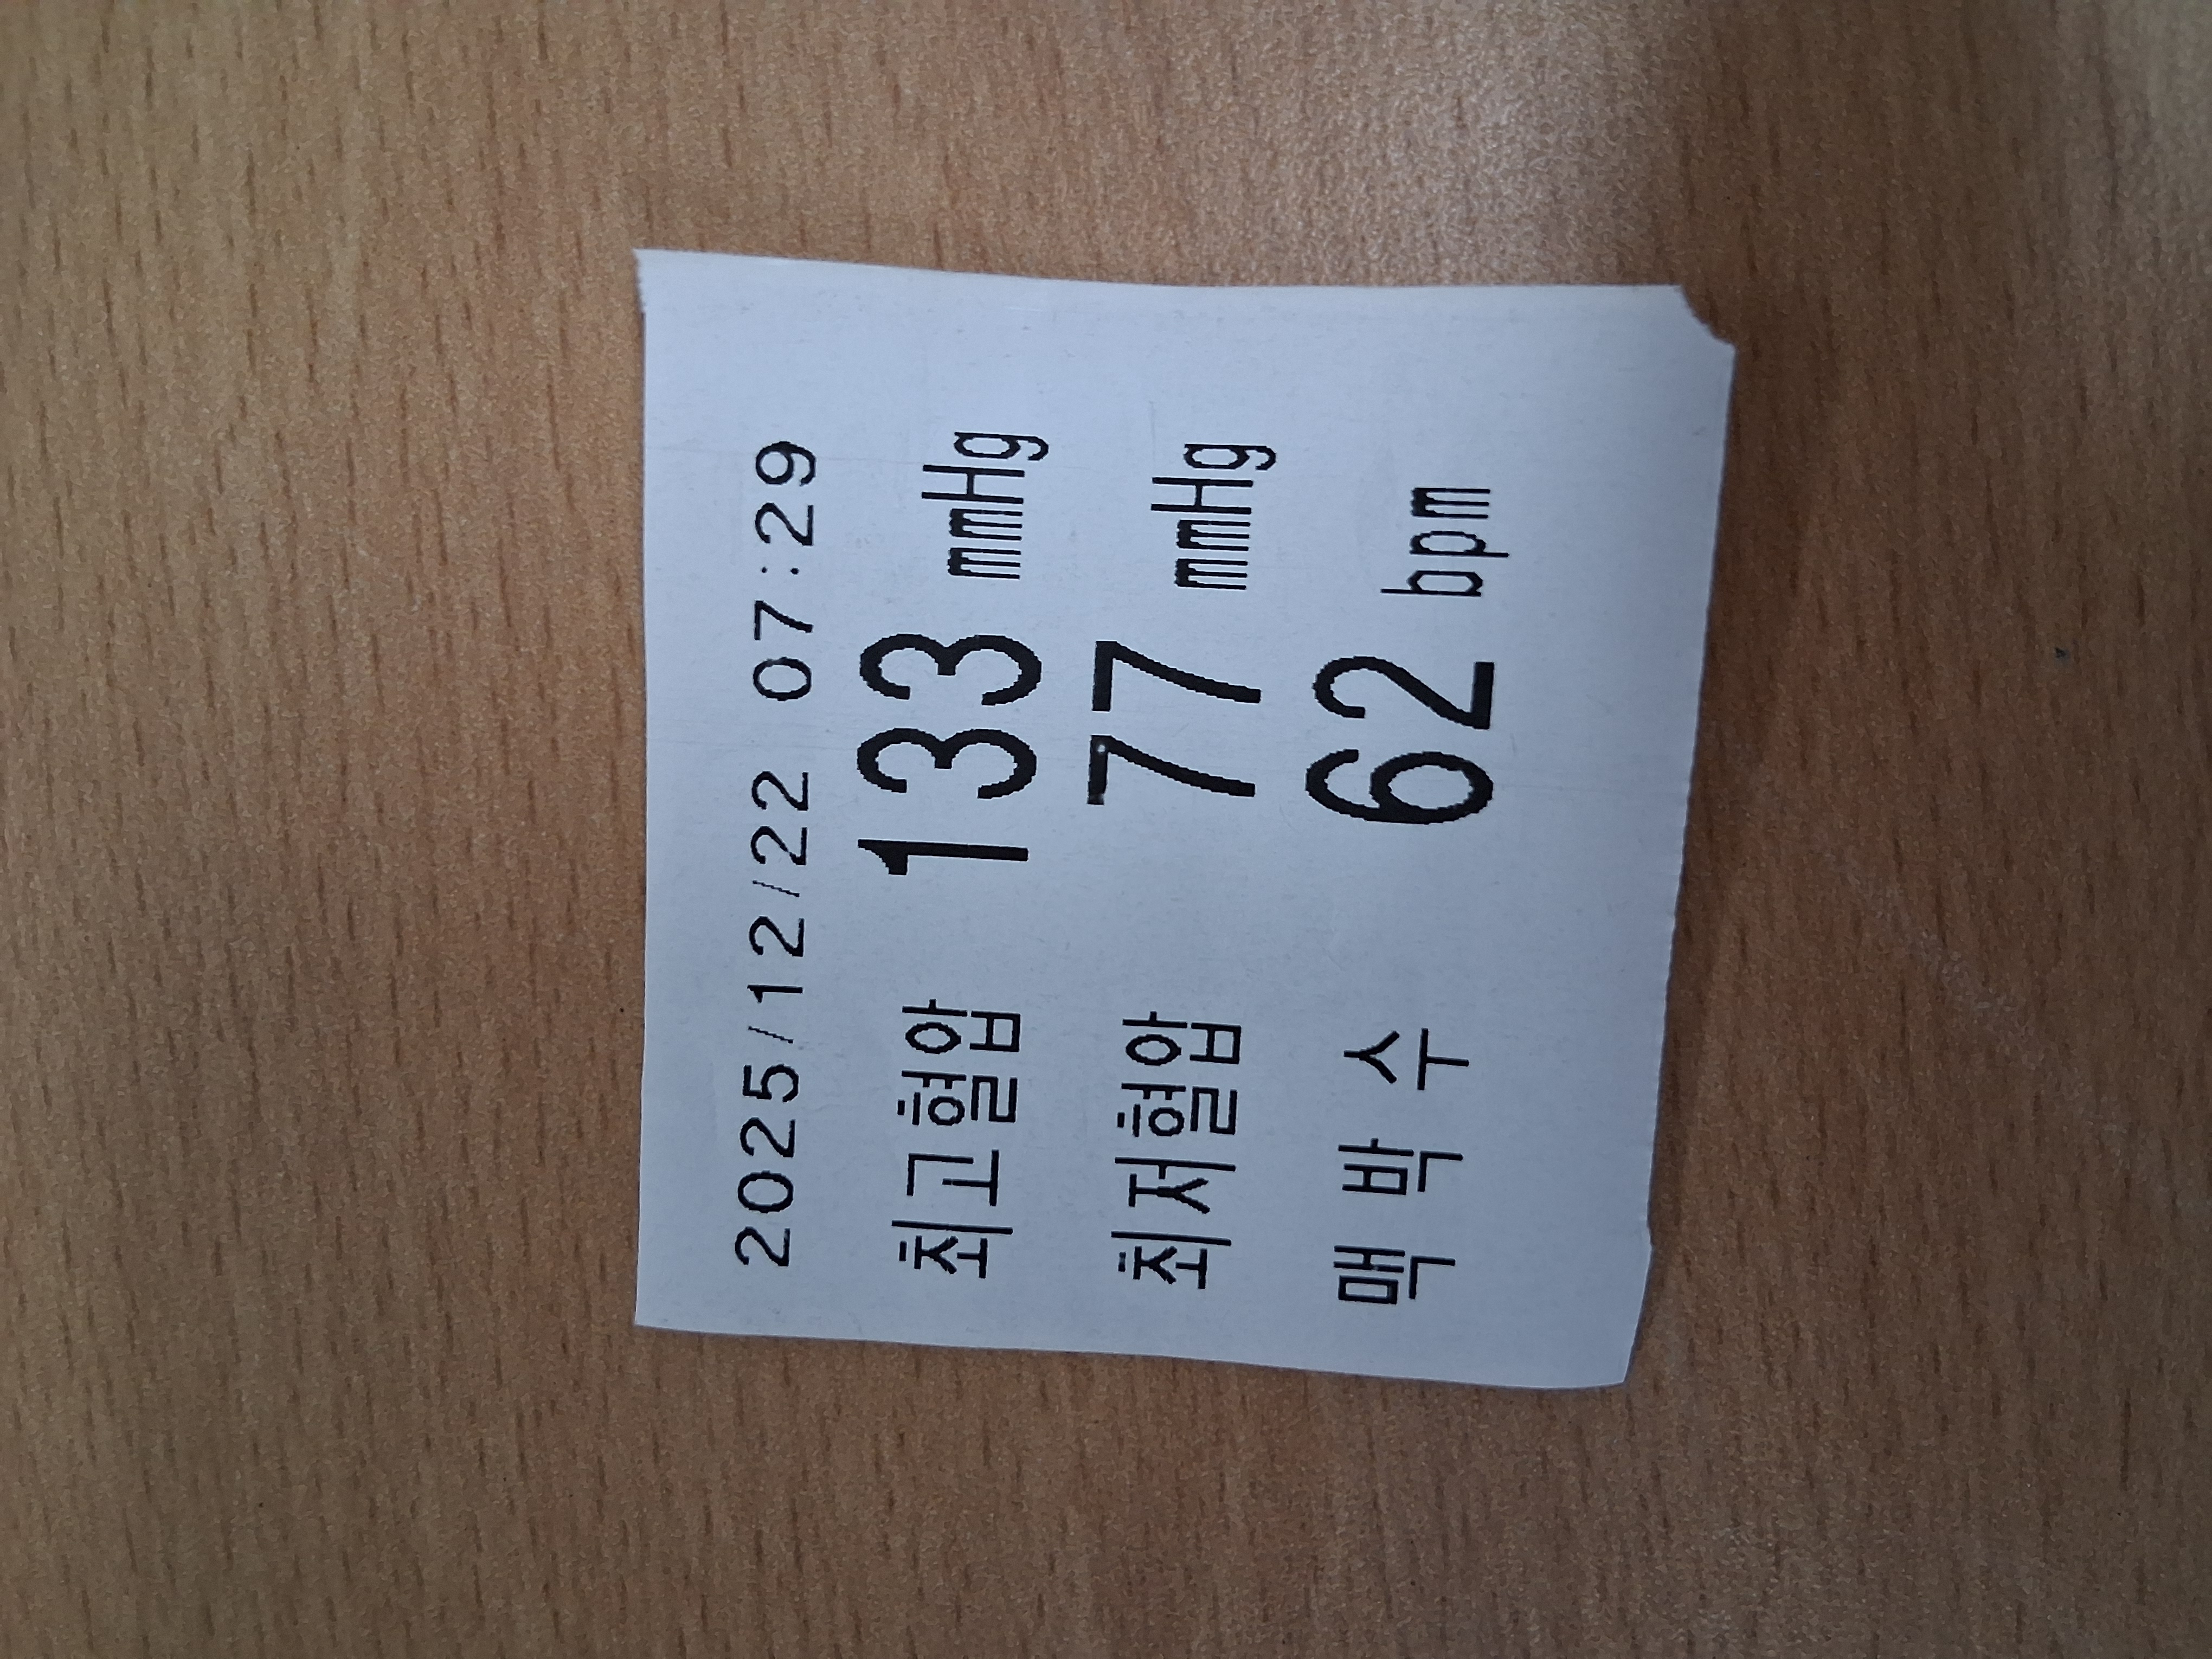 2025/12/22 07:29
최고혈압 133 mmHg
최저혈압 77 mmHg
맥 박 수 62 bpm